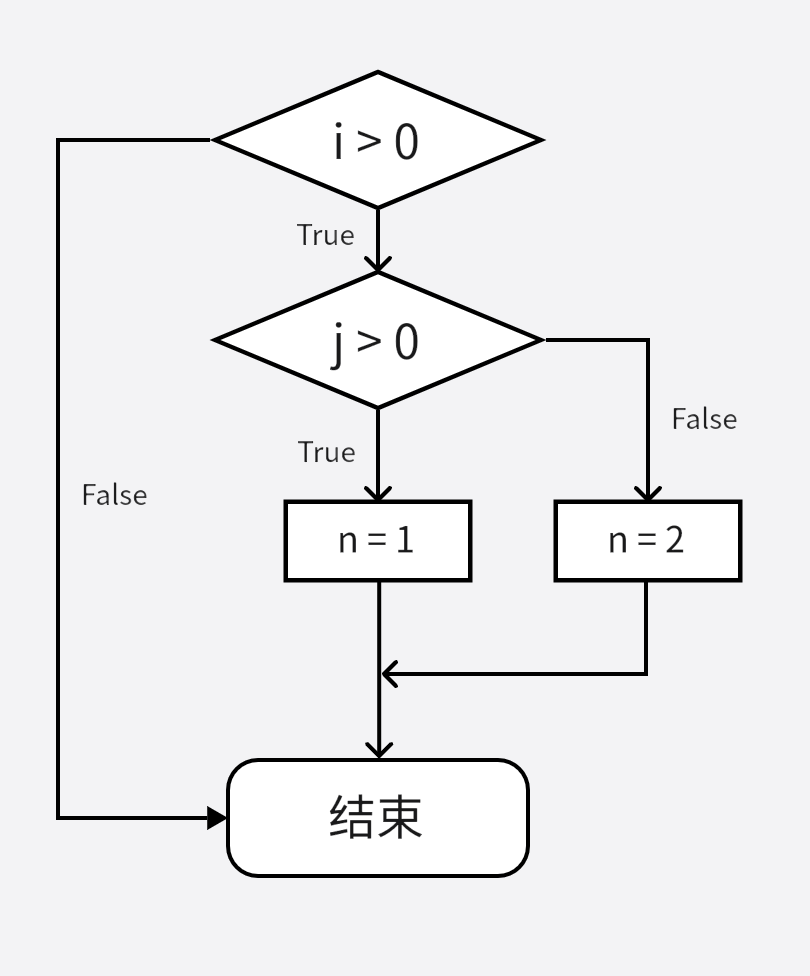 i > 0
True
j > 0
False
True
False
n = 1
n = 2
结束